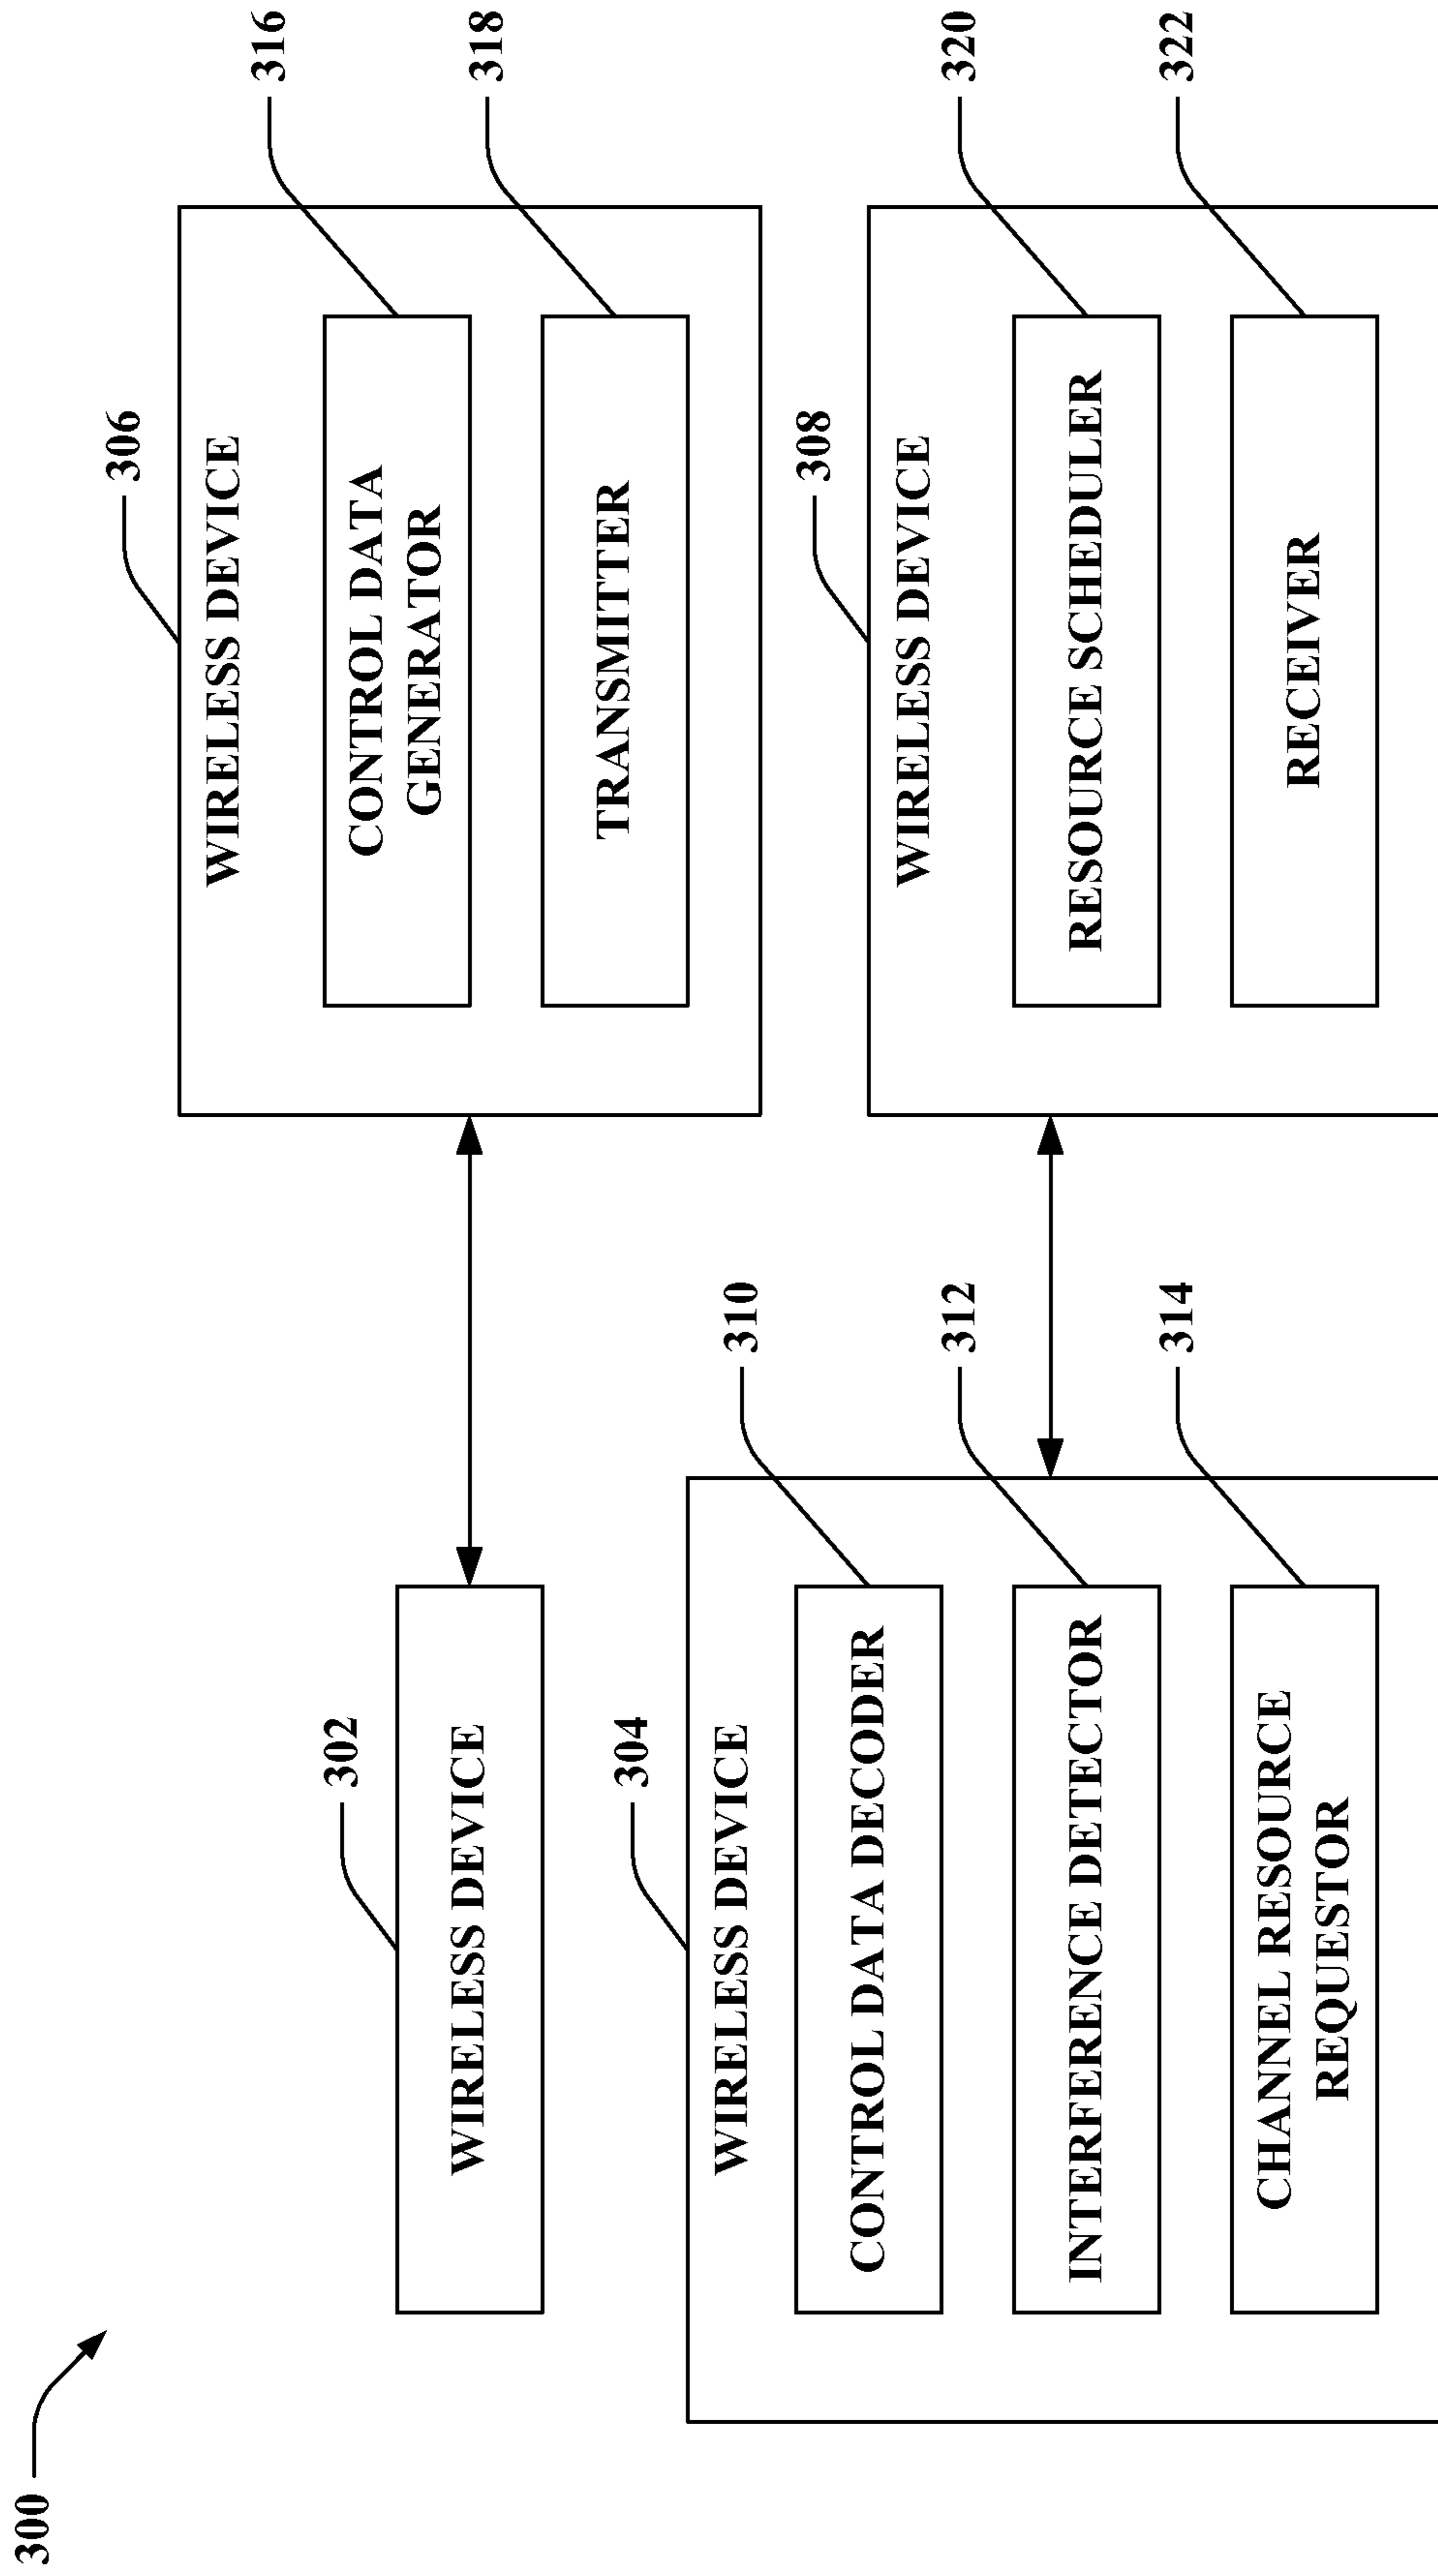 300
302
WIRELESS DEVICE
304
WIRELESS DEVICE
310
CONTROL DATA DECODER
312
INTERFERENCE DETECTOR
314
CHANNEL RESOURCE
REQUESTOR
306
WIRELESS DEVICE
316
CONTROL DATA
GENERATOR
318
TRANSMITTER
308
WIRELESS DEVICE
320
RESOURCE SCHEDULER
322
RECEIVER